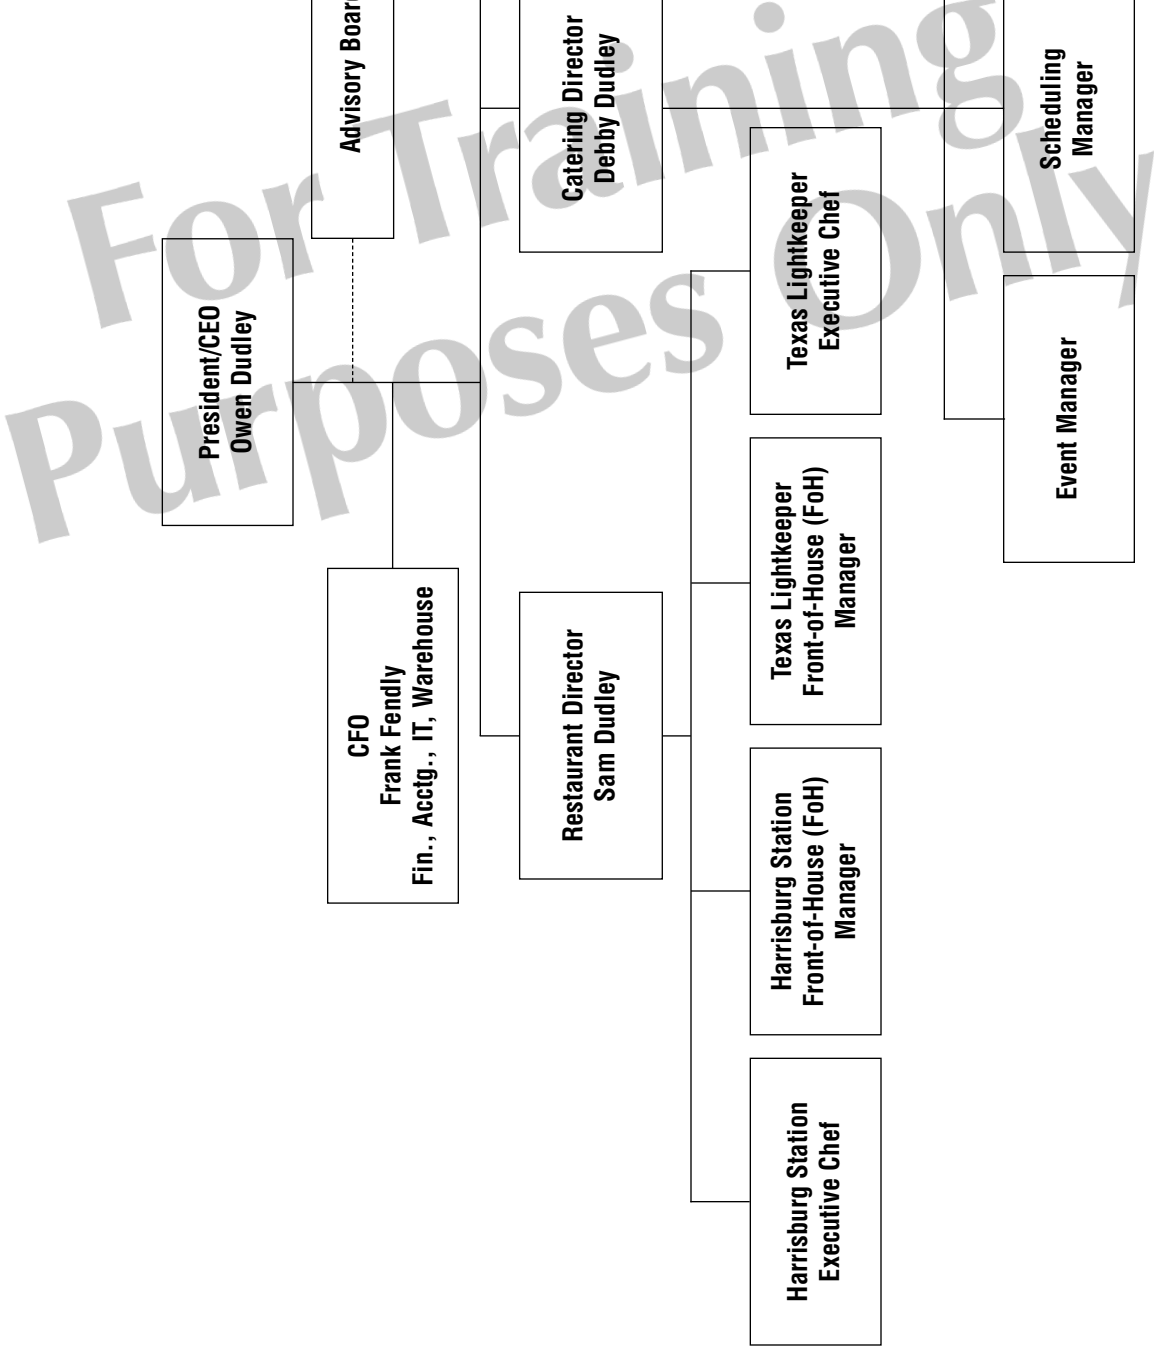 For Training
Purposes Only
President/CEO
Owen Dudley
Advisory
CFO
Frank Fendly
Fin., Acctg., IT, Warehouse
Restaurant Director
Sam Dudley
Catering Director
Debby Dudley
Harrisburg Station
Executive Chef
Harrisburg Station
Front-of-House (FoH)
Manager
Texas Lightkeeper
Front-of-House (FoH)
Manager
Texas Lightkeeper
Executive Chef
Event Manager
Scheduling
Manager